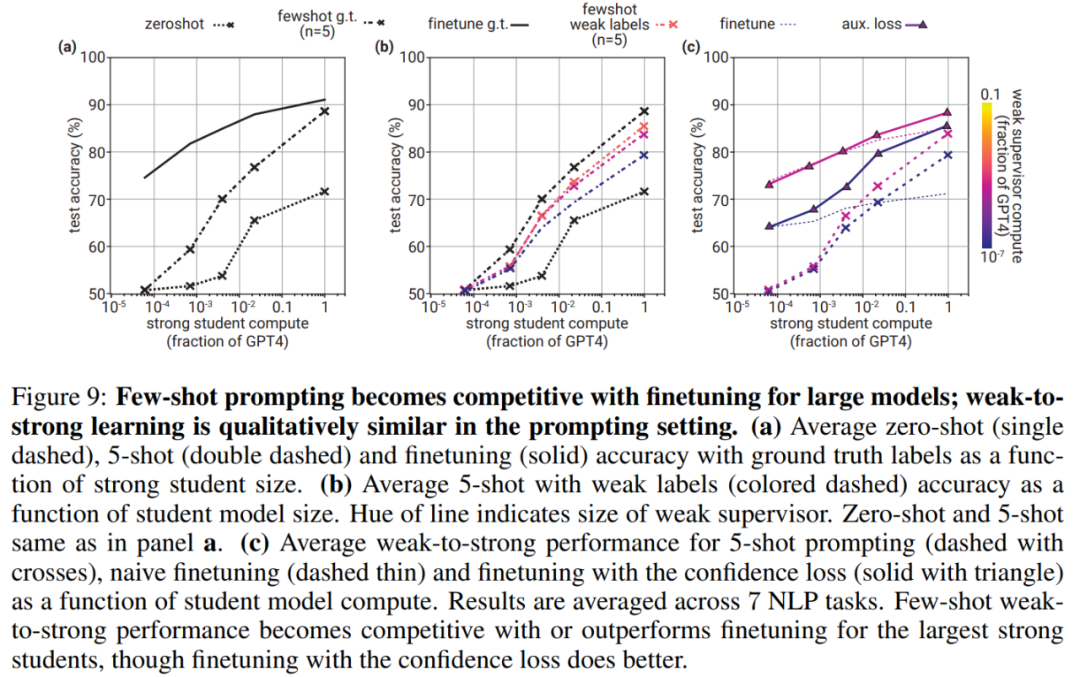 zeroshot
fewshot g.t.
(n=5)
finetune g.t.
fewshot
weak labels
(n=5)
finetune
aux. loss
(a)
100
90
80
70
60
50
test accuracy (%)
10-5 10-4 10-3 10-2 0.1 1
strong student compute
(fraction of GPT4)
(b)
100
90
80
70
60
50
test accuracy (%)
10-5 10-4 10-3 10-2 0.1 1
strong student compute
(fraction of GPT4)
(c)
100
90
80
70
60
50
test accuracy (%)
10-5 10-4 10-3 10-2 0.1 1
strong student compute
(fraction of GPT4)
0.1
10-7
weak supervisor compute
(fraction of GPT4)
Figure 9: Few-shot prompting becomes competitive with finetuning for large models; weak-to-
strong learning is qualitatively similar in the prompting setting. (a) Average zero-shot (single
dashed), 5-shot (double dashed) and finetuning (solid) accuracy with ground truth labels as a func-
tion of strong student size. (b) Average 5-shot with weak labels (colored dashed) accuracy as a
function of student model size. Hue of line indicates size of weak supervisor. Zero-shot and 5-shot
same as in panel a. (c) Average weak-to-strong performance for 5-shot prompting (dashed with
crosses), naive finetuning (dashed thin) and finetuning with the confidence loss (solid with triangle)
as a function of student model compute. Results are averaged across 7 NLP tasks. Few-shot weak-
to-strong performance becomes competitive with or outperforms finetuning for the largest strong
students, though finetuning with the confidence loss does better.